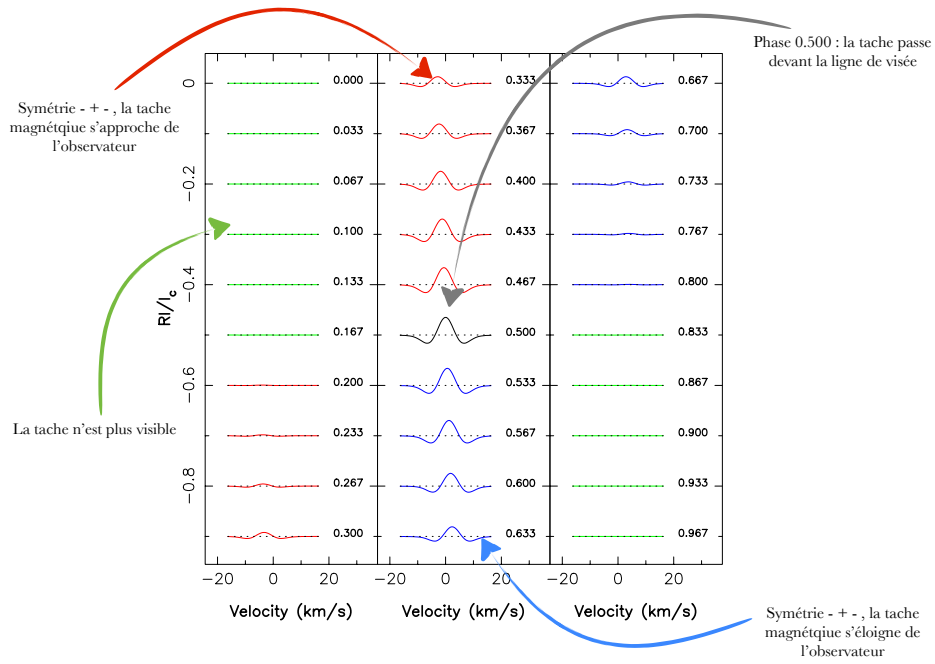 Phase 0.500 : la tache passe
devant la ligne de visée
Symétrie - + - , la tache
magnétqiue s'approche de
l'observateur
La tache n'est plus visible
RI/Ic
0
−0.2
−0.4
−0.6
−0.8
0.000
0.033
0.067
0.100
0.133
0.167
0.200
0.233
0.267
0.300
0.333
0.367
0.400
0.433
0.467
0.500
0.533
0.567
0.600
0.633
0.667
0.700
0.733
0.767
0.800
0.833
0.867
0.900
0.933
0.967
−20 0 20 −20 0 20 −20 0 20
Velocity (km/s) Velocity (km/s) Velocity (km/s)
Symétrie - + - , la tache
magnétqiue s'éloigne de
l'observateur